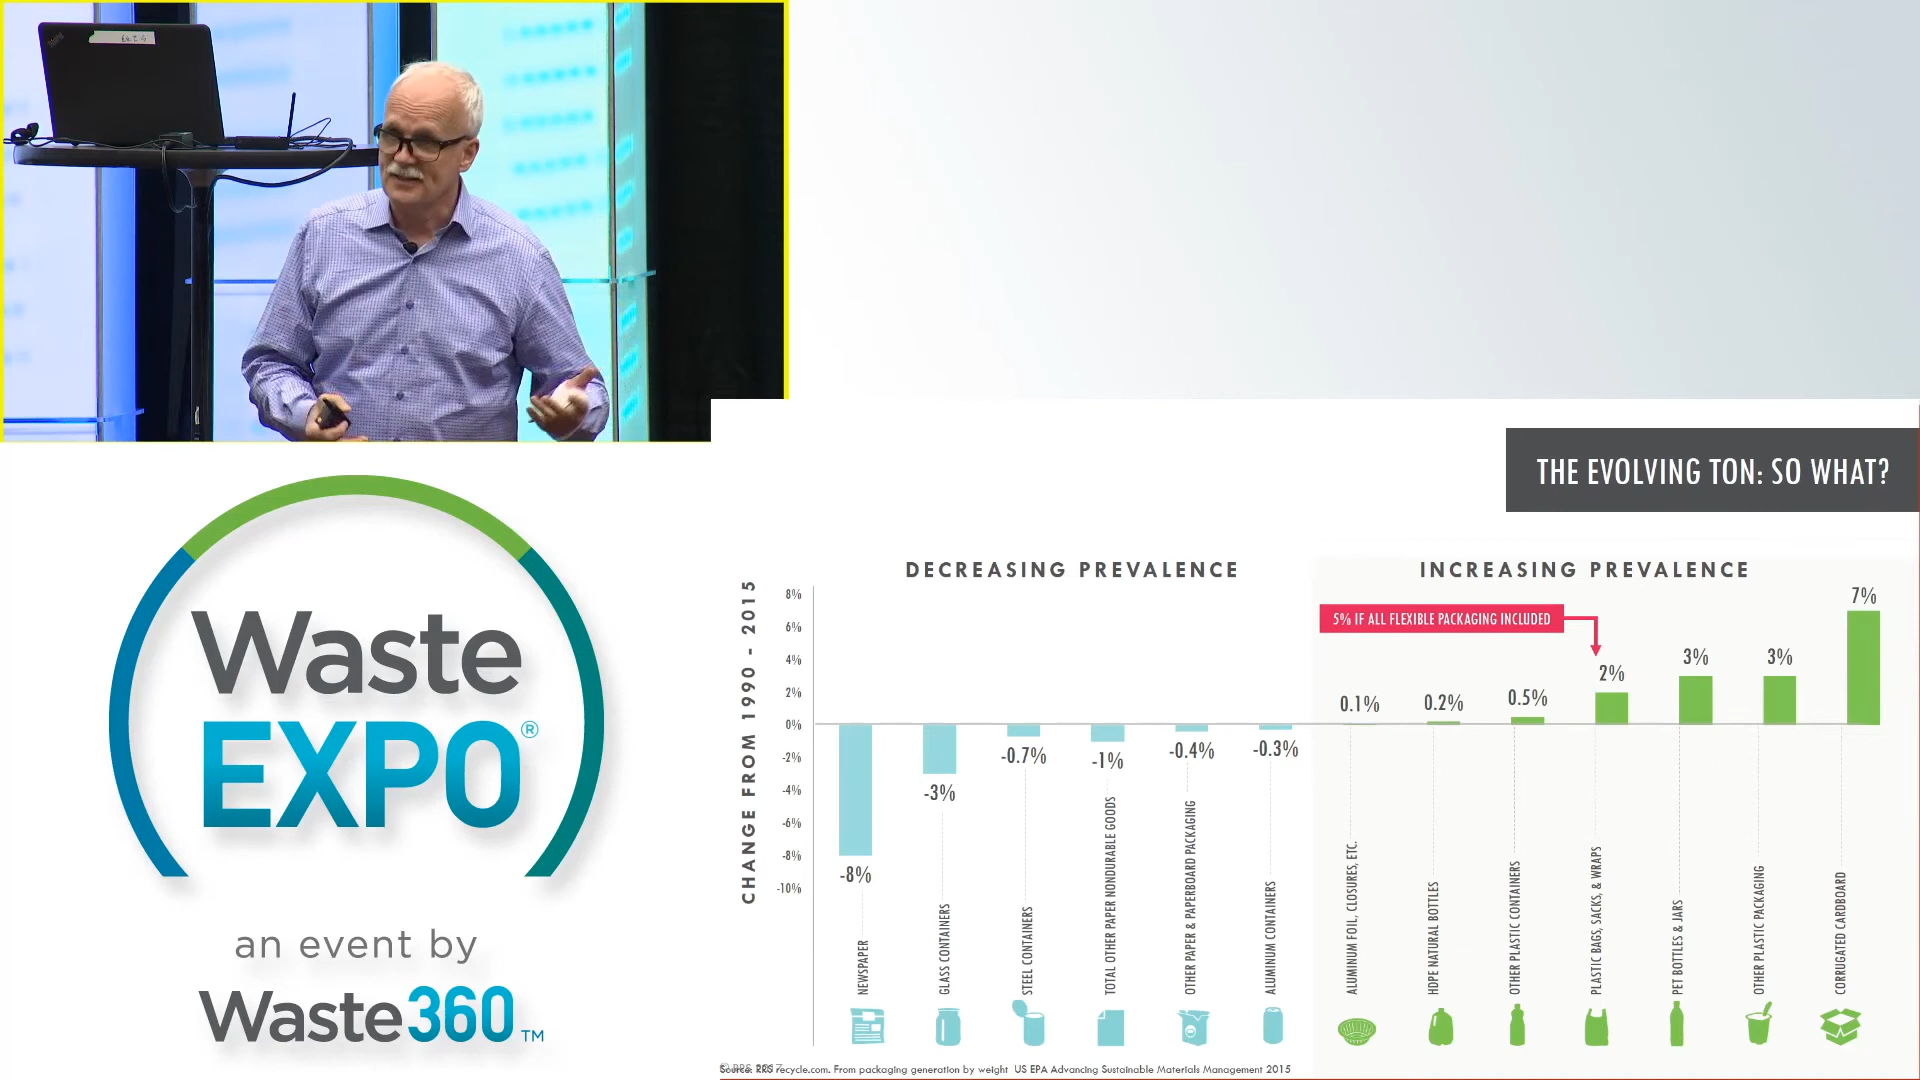 THE EVOLVING TON: SO WHAT?
DECREASING PREVALENCE
INCREASING PREVALENCE
CHANGE FROM 1990 - 2015
8%
6%
4%
2%
0%
-2%
-4%
-6%
-8%
-10%
5% IF ALL FLEXIBLE PACKAGING INCLUDED
-8%
-3%
-0.7%
-1%
-0.4%
-0.3%
0.1%
0.2%
0.5%
2%
3%
3%
7%
NEWSPAPER
GLASS CONTAINERS
STEEL CONTAINERS
TOTAL OTHER PAPER NONDURABLE GOODS
OTHER PAPER & PAPERBOARD PACKAGING
ALUMINUM CONTAINERS
ALUMINUM FOIL, CLOSURES, ETC.
HDPE NATURAL BOTTLES
OTHER PLASTIC CONTAINERS
PLASTIC BAGS, SACKS, & WRAPS
PET BOTTLES & JARS
OTHER PLASTIC PACKAGING
CORRUGATED CARDBOARD
Source: RRS recycle.com. From packaging generation by weight US EPA Advancing Sustainable Materials Management 2015
Waste
EXPO®
an event by
Waste360™